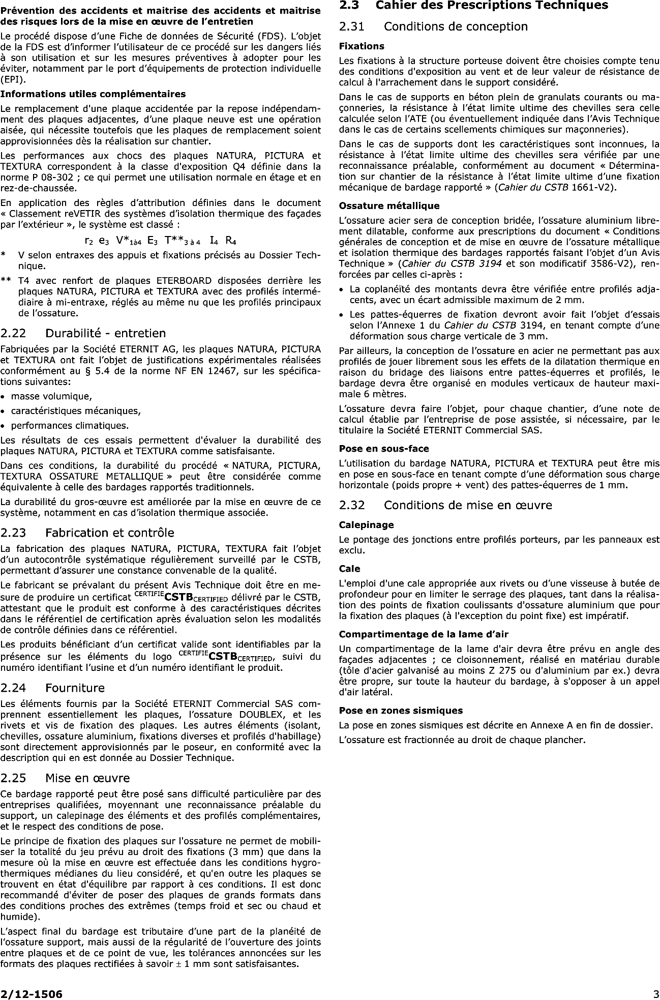 Prévention des accidents et maitrise des accidents et maitrise
des risques lors de la mise en œuvre de l’entretien
Le procédé dispose d’une Fiche de données de Sécurité (FDS). L’objet
de la FDS est d’informer l’utilisateur de ce procédé sur les dangers liés
à son utilisation et sur les mesures préventives à adopter pour les
éviter, notamment par le port d’équipements de protection individuelle
(EPI).
Informations utiles complémentaires
Le remplacement d'une plaque accidentée par la repose indépendam-
ment des plaques adjacentes, d’une plaque neuve est une opération
aisée, qui nécessite toutefois que les plaques de remplacement soient
approvisionnées dès la réalisation sur chantier.
Les performances aux chocs des plaques NATURA, PICTURA et
TEXTURA correspondent à la classe d'exposition Q4 définie dans la
norme P 08-302 ; ce qui permet une utilisation normale en étage et en
rez-de-chaussée.
En application des règles d’attribution définies dans le document
« Classement reVETIR des systèmes d’isolation thermique des façades
par l’extérieur », le système est classé :
r2 e3 V*1à4 E3 T**3 à 4 I4 R4
* V selon entraxes des appuis et fixations précisés au Dossier Tech-
nique.
** T4 avec renfort de plaques ETERBOARD disposées derrière les
plaques NATURA, PICTURA et TEXTURA avec des profilés intermé-
diaire à mi-entraxe, réglés au même nu que les profilés principaux
de l’ossature.
2.22 Durabilité - entretien
Fabriquées par la Société ETERNIT AG, les plaques NATURA, PICTURA
et TEXTURA ont fait l’objet de justifications expérimentales réalisées
conformément au § 5.4 de la norme NF EN 12467, sur les spécifica-
tions suivantes:
• masse volumique,
• caractéristiques mécaniques,
• performances climatiques.
Les résultats de ces essais permettent d'évaluer la durabilité des
plaques NATURA, PICTURA et TEXTURA comme satisfaisante.
Dans ces conditions, la durabilité du procédé « NATURA, PICTURA,
TEXTURA OSSATURE METALLIQUE » peut être considérée comme
équivalente à celle des bardages rapportés traditionnels.
La durabilité du gros-œuvre est améliorée par la mise en œuvre de ce
système, notamment en cas d’isolation thermique associée.
2.23 Fabrication et contrôle
La fabrication des plaques NATURA, PICTURA, TEXTURA fait l’objet
d’un autocontrôle systématique régulièrement surveillé par le CSTB,
permettant d’assurer une constance convenable de la qualité.
Le fabricant se prévalant du présent Avis Technique doit être en me-
sure de produire un certificat CERTIFIECSTBCERTIFIED délivré par le CSTB,
attestant que le produit est conforme à des caractéristiques décrites
dans le référentiel de certification après évaluation selon les modalités
de contrôle définies dans ce référentiel.
Les produits bénéficiant d’un certificat valide sont identifiables par la
présence sur les éléments du logo CERTIFIECSTBCERTIFIED, suivi du
numéro identifiant l’usine et d’un numéro identifiant le produit.
2.24 Fourniture
Les éléments fournis par la Société ETERNIT Commercial SAS com-
prennent essentiellement les plaques, l’ossature DOUBLEX, et les
rivets et vis de fixation des plaques. Les autres éléments (isolant,
chevilles, ossature aluminium, fixations diverses et profilés d'habillage)
sont directement approvisionnés par le poseur, en conformité avec la
description qui en est donnée au Dossier Technique.
2.25 Mise en œuvre
Ce bardage rapporté peut être posé sans difficulté particulière par des
entreprises qualifiées, moyennant une reconnaissance préalable du
support, un calepinage des éléments et des profilés complémentaires,
et le respect des conditions de pose.
Le principe de fixation des plaques sur l'ossature ne permet de mobili-
ser la totalité du jeu prévu au droit des fixations (3 mm) que dans la
mesure où la mise en œuvre est effectuée dans les conditions hygro-
thermiques médianes du lieu considéré, et qu'en outre les plaques se
trouvent en état d'équilibre par rapport à ces conditions. Il est donc
recommandé d'éviter de poser des plaques de grands formats dans
des conditions proches des extrêmes (temps froid et sec ou chaud et
humide).
L’aspect final du bardage est tributaire d’une part de la planéité de
l’ossature support, mais aussi de la régularité de l’ouverture des joints
entre plaques et de ce point de vue, les tolérances annoncées sur les
formats des plaques rectifiées à savoir ± 1 mm sont satisfaisantes.
2.3 Cahier des Prescriptions Techniques
2.31 Conditions de conception
Fixations
Les fixations à la structure porteuse doivent être choisies compte tenu
des conditions d'exposition au vent et de leur valeur de résistance de
calcul à l'arrachement dans le support considéré.
Dans le cas de supports en béton plein de granulats courants ou ma-
çonneries, la résistance à l’état limite ultime des chevilles sera celle
calculée selon l’ATE (ou éventuellement indiquée dans l’Avis Technique
dans le cas de certains scellements chimiques sur maçonneries).
Dans le cas de supports dont les caractéristiques sont inconnues, la
résistance à l’état limite ultime des chevilles sera vérifiée par une
reconnaissance préalable, conformément au document « Détermina-
tion sur chantier de la résistance à l’état limite ultime d’une fixation
mécanique de bardage rapporté » (Cahier du CSTB 1661-V2).
Ossature métallique
L’ossature acier sera de conception bridée, l’ossature aluminium libre-
ment dilatable, conforme aux prescriptions du document « Conditions
générales de conception et de mise en œuvre de l’ossature métallique
et isolation thermique des bardages rapportés faisant l’objet d’un Avis
Technique » (Cahier du CSTB 3194 et son modificatif 3586-V2), ren-
forcées par celles ci-après :
• La coplanéïté des montants devra être vérifiée entre profilés adja-
cents, avec un écart admissible maximum de 2 mm.
• Les pattes-équerres de fixation devront avoir fait l’objet d’essais
selon l’Annexe 1 du Cahier du CSTB 3194, en tenant compte d’une
déformation sous charge verticale de 3 mm.
Par ailleurs, la conception de l’ossature en acier ne permettant pas aux
profilés de jouer librement sous les effets de la dilatation thermique en
raison du bridage des liaisons entre pattes-équerres et profilés, le
bardage devra être organisé en modules verticaux de hauteur maxi-
male 6 mètres.
L’ossature devra faire l’objet, pour chaque chantier, d’une note de
calcul établie par l’entreprise de pose assistée, si nécessaire, par le
titulaire la Société ETERNIT Commercial SAS.
Pose en sous-face
L’utilisation du bardage NATURA, PICTURA et TEXTURA peut être mis
en pose en sous-face en tenant compte d’une déformation sous charge
horizontale (poids propre + vent) des pattes-équerres de 1 mm.
2.32 Conditions de mise en œuvre
Calepinage
Le pontage des jonctions entre profilés porteurs, par les panneaux est
exclu.
Cale
L'emploi d'une cale appropriée aux rivets ou d’une visseuse à butée de
profondeur pour en limiter le serrage des plaques, tant dans la réalisa-
tion des points de fixation coulissants d'ossature aluminium que pour
la fixation des plaques (à l'exception du point fixe) est impératif.
Compartimentage de la lame d’air
Un compartimentage de la lame d'air devra être prévu en angle des
façades adjacentes ; ce cloisonnement, réalisé en matériau durable
(tôle d'acier galvanisé au moins Z 275 ou d'aluminium par ex.) devra
être propre, sur toute la hauteur du bardage, à s'opposer à un appel
d'air latéral.
Pose en zones sismiques
La pose en zones sismiques est décrite en Annexe A en fin de dossier.
L’ossature est fractionnée au droit de chaque plancher.
2/12-1506
3